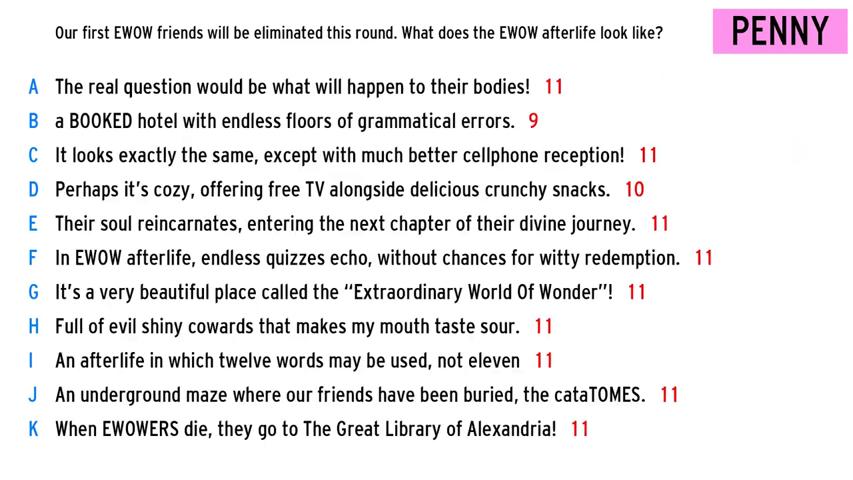 Our first EWOW friends will be eliminated this round. What does the EWOW afterlife look like?
PENNY
A The real question would be what will happen to their bodies! 11
B a BOOKED hotel with endless floors of grammatical errors. 9
C It looks exactly the same, except with much better cellphone reception! 11
D Perhaps it's cozy, offering free TV alongside delicious crunchy snacks. 10
E Their soul reincarnates, entering the next chapter of their divine journey. 11
F In EWOW afterlife, endless quizzes echo, without chances for witty redemption. 11
G It's a very beautiful place called the “Extraordinary World Of Wonder”! 11
H Full of evil shiny cowards that makes my mouth taste sour. 11
I An afterlife in which twelve words may be used, not eleven 11
J An underground maze where our friends have been buried, the cataTOMES. 11
K When EWOWERS die, they go to The Great Library of Alexandria! 11